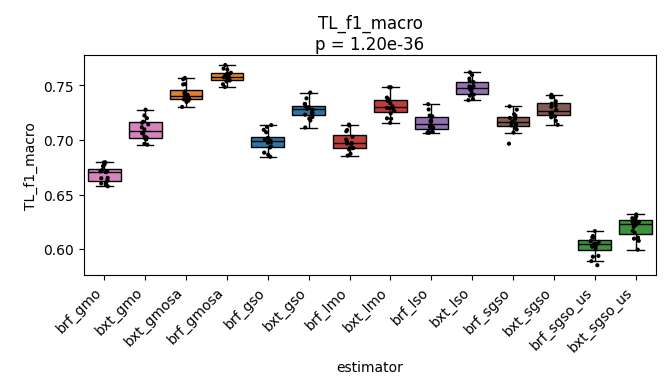 TL_f1_macro
p = 1.20e-36
TL_f1_macro
0.75
0.70
0.65
0.60
brf_gmo
bxt_gmo
bxt_gmosa
brf_gmosa
brf_gso
bxt_gso
brf_lmo
bxt_lmo
brf_lso
bxt_lso
brf_sgso
bxt_sgso
brf_sgso_us
bxt_sgso_us
estimator